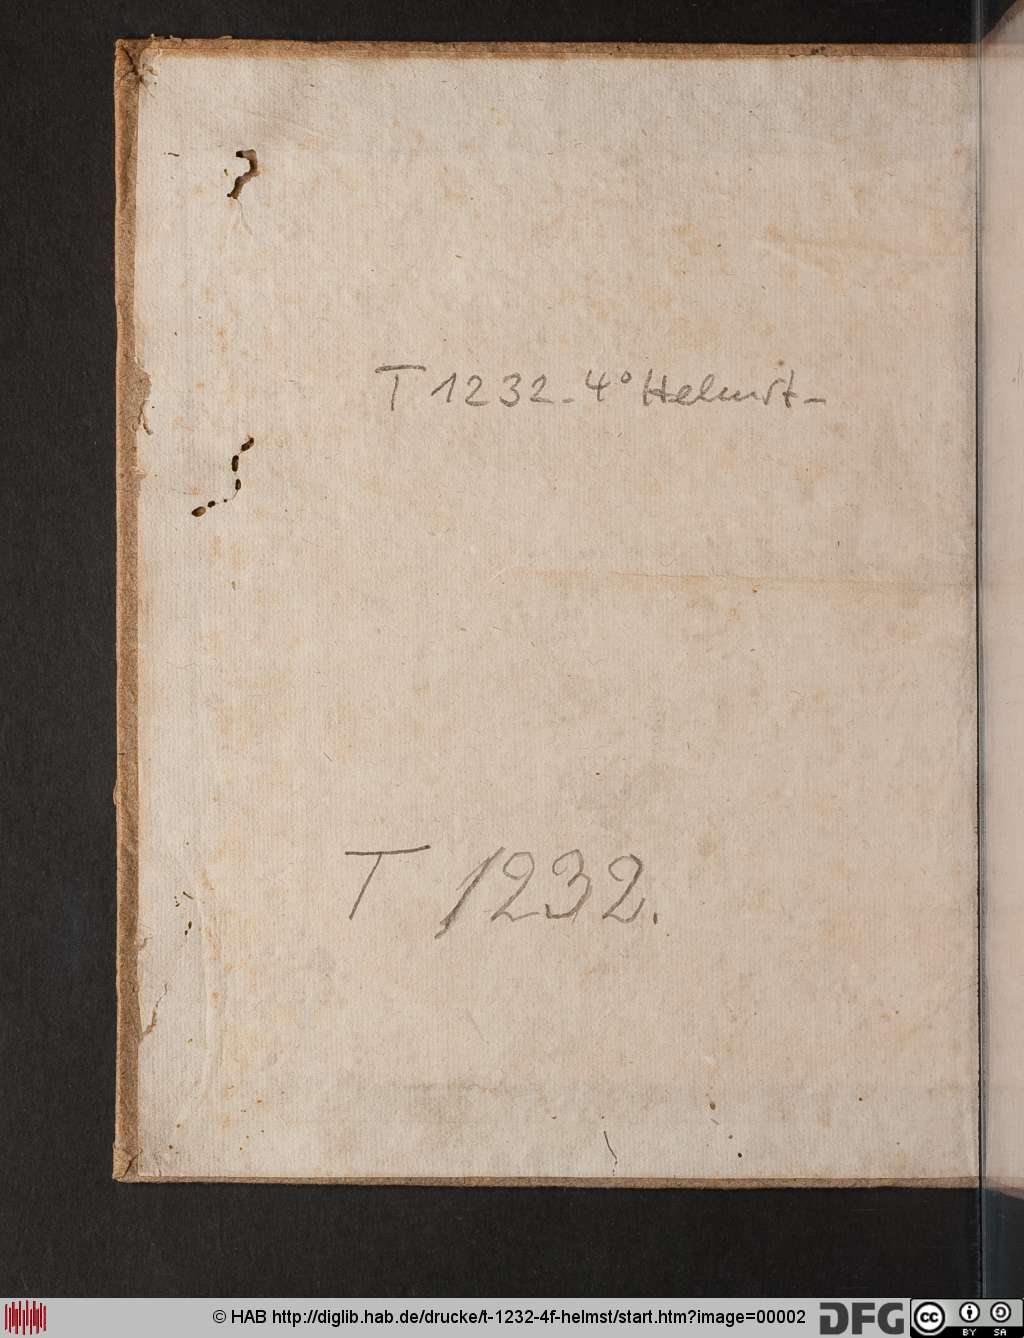 T 1232. 4° Helmst.
T 1232.
© HAB http://diglib.hab.de/drucke/t-1232-4f-helmst/start.htm?image=00002 DFG cc BY SA